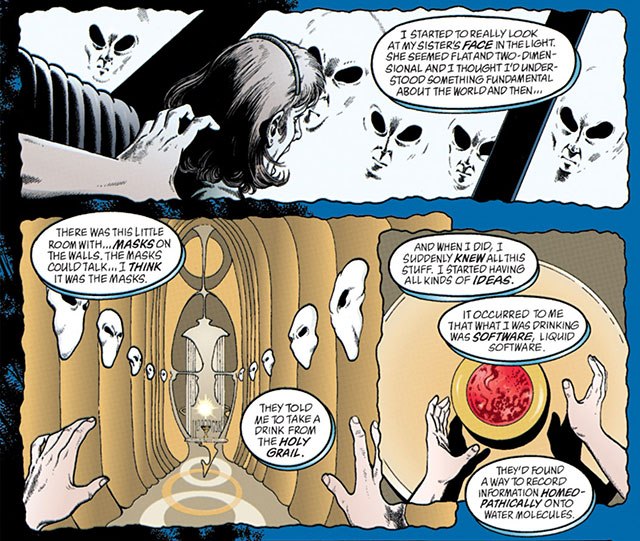 I STARTED TO REALLY LOOK
AT MY SISTER'S FACE IN THE LIGHT.
SHE SEEMED FLAT AND TWO-DIMEN-
SIONAL AND I THOUGHT I'D UNDER-
STOOD SOMETHING FUNDAMENTAL
ABOUT THE WORLD AND THEN...
THERE WAS THIS LITTLE
ROOM WITH...MASKS ON
THE WALLS. THE MASKS
COULD TALK... I THINK
IT WAS THE MASKS.
THEY TOLD
ME TO TAKE A
DRINK FROM
THE HOLY
GRAIL.
AND WHEN I DID, I
SUDDENLY KNEW ALL THIS
STUFF. I STARTED HAVING
ALL KINDS OF IDEAS.
IT OCCURRED TO ME
THAT WHAT I WAS DRINKING
WAS SOFTWARE, LIQUID
SOFTWARE.
THEY'D FOUND
A WAY TO RECORD
INFORMATION HOMEO-
PATHICALLY ONTO
WATER MOLECULES.